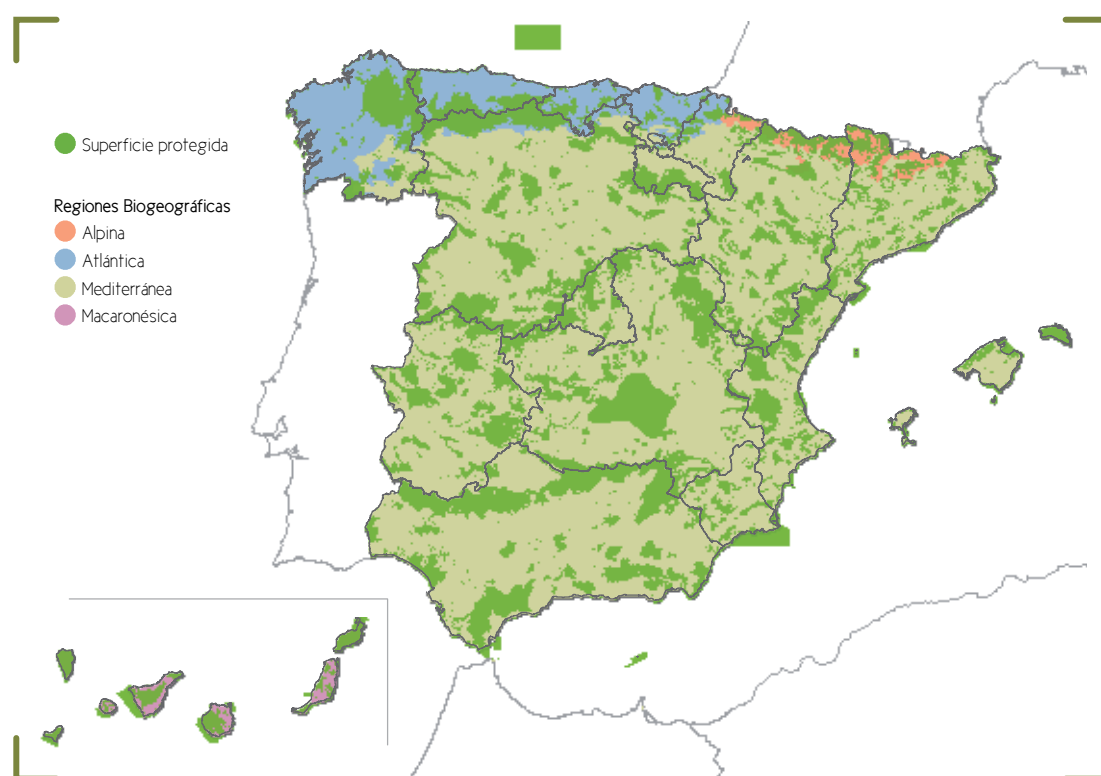 Superficie protegida
Regiones Biogeográficas
Alpina
Atlántica
Mediterránea
Macaronésica